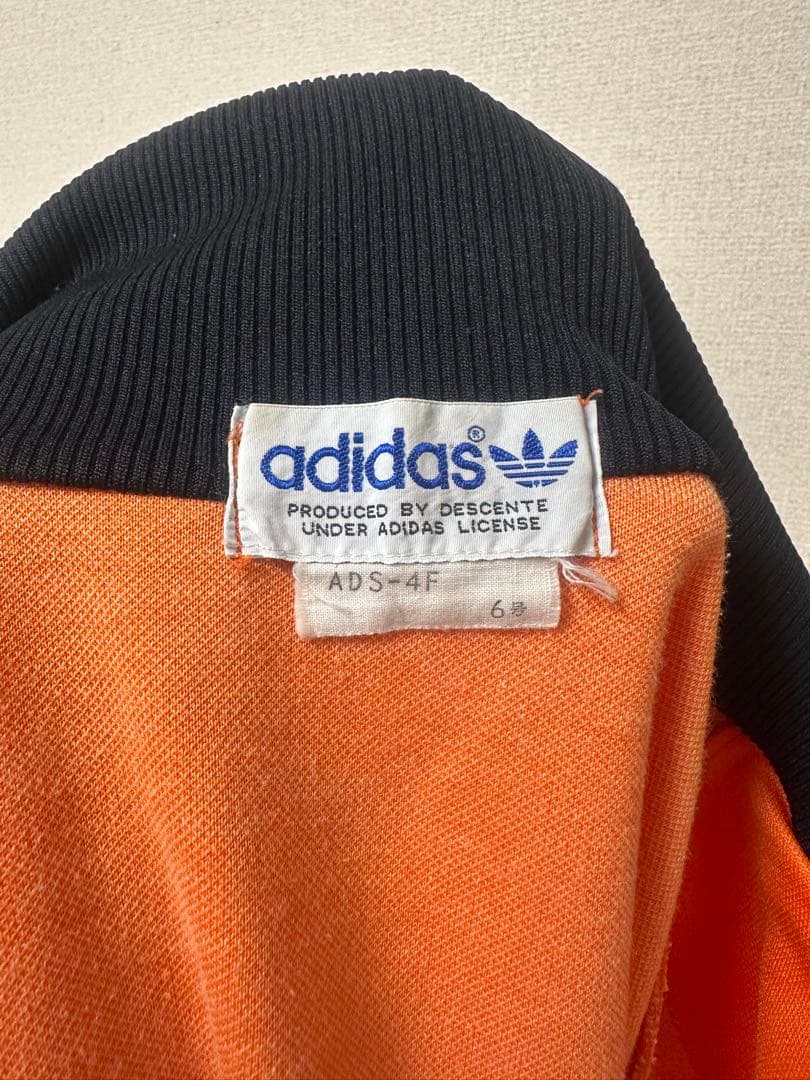 adidas®
PRODUCED BY DESCENTE
UNDER ADIDAS LICENSE
ADS-4F
6号